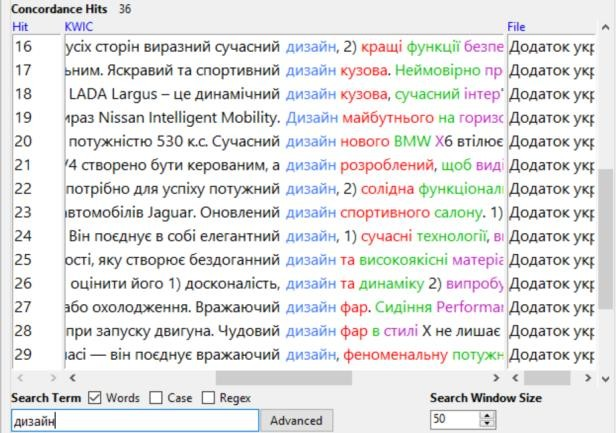 Concordance Hits 36
Hit KWIC File
16 усіх сторін виразний сучасний дизайн, 2) кращі функції безпе Додаток укр
17 ьним. Яскравий та спортивний дизайн кузова. Неймовірно пр Додаток укр
18 LADA Largus – це динамічний дизайн кузова, сучасний інтер' Додаток укр
19 ираз Nissan Intelligent Mobility. Дизайн майбутнього на горизо Додаток укр
20 потужністю 530 к.с. Сучасний дизайн нового BMW X6 втілює Додаток укр
21 /4 створено бути керованим, а дизайн розроблений, щоб виді Додаток укр
22 потрібно для успіху потужний дизайн, 2) солідна функціонал Додаток укр
23 автомобілів Jaguar. Оновлений дизайн спортивного салону. 1) Додаток укр
24 Він поєднує в собі елегантний дизайн, 1) сучасні технології, в Додаток укр
25 ості, яку створює бездоганний дизайн та високоякісні матеріа Додаток укр
26 оцінити його 1) досконалість, дизайн та динаміку 2) випробу Додаток укр
27 або охолодження. Вражаючий дизайн фар. Сидіння Performan Додаток укр
28 при запуску двигуна. Чудовий дизайн фар в стилі X не лишає Додаток укр
29 асі — він поєднує вражаючий дизайн, феноменальну потужн Додаток укр
Search Term Words Case Regex Search Window Size
дизайн Advanced 50